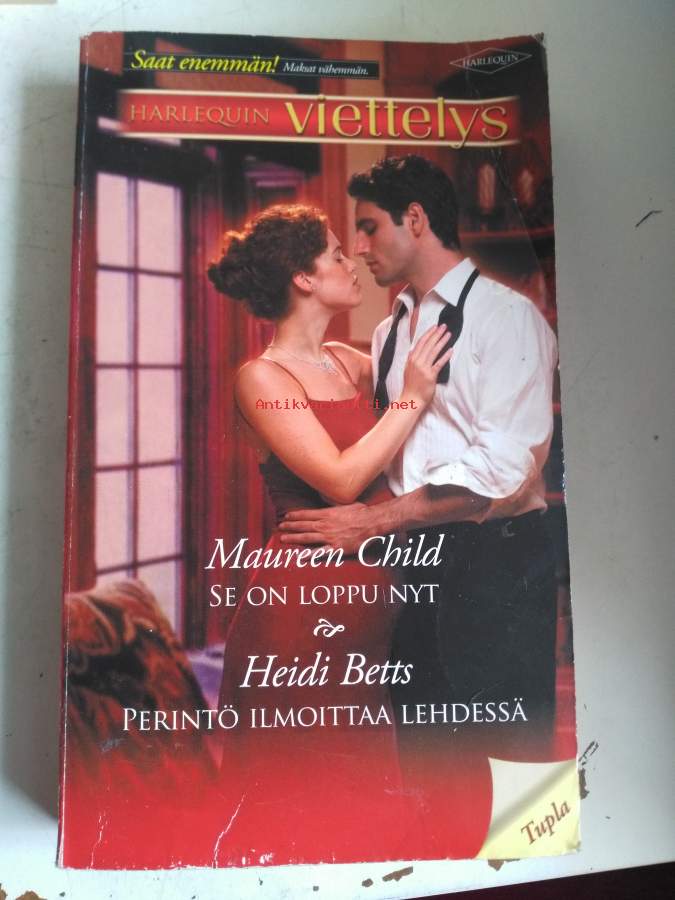 Saat enemmän! Maksat vähemmän.
HARLEQUIN
HARLEQUIN viettelys
Maureen Child
SE ON LOPPU NYT
Heidi Betts
PERINTÖ ILMOITTAA LEHDESSÄ
Tupla